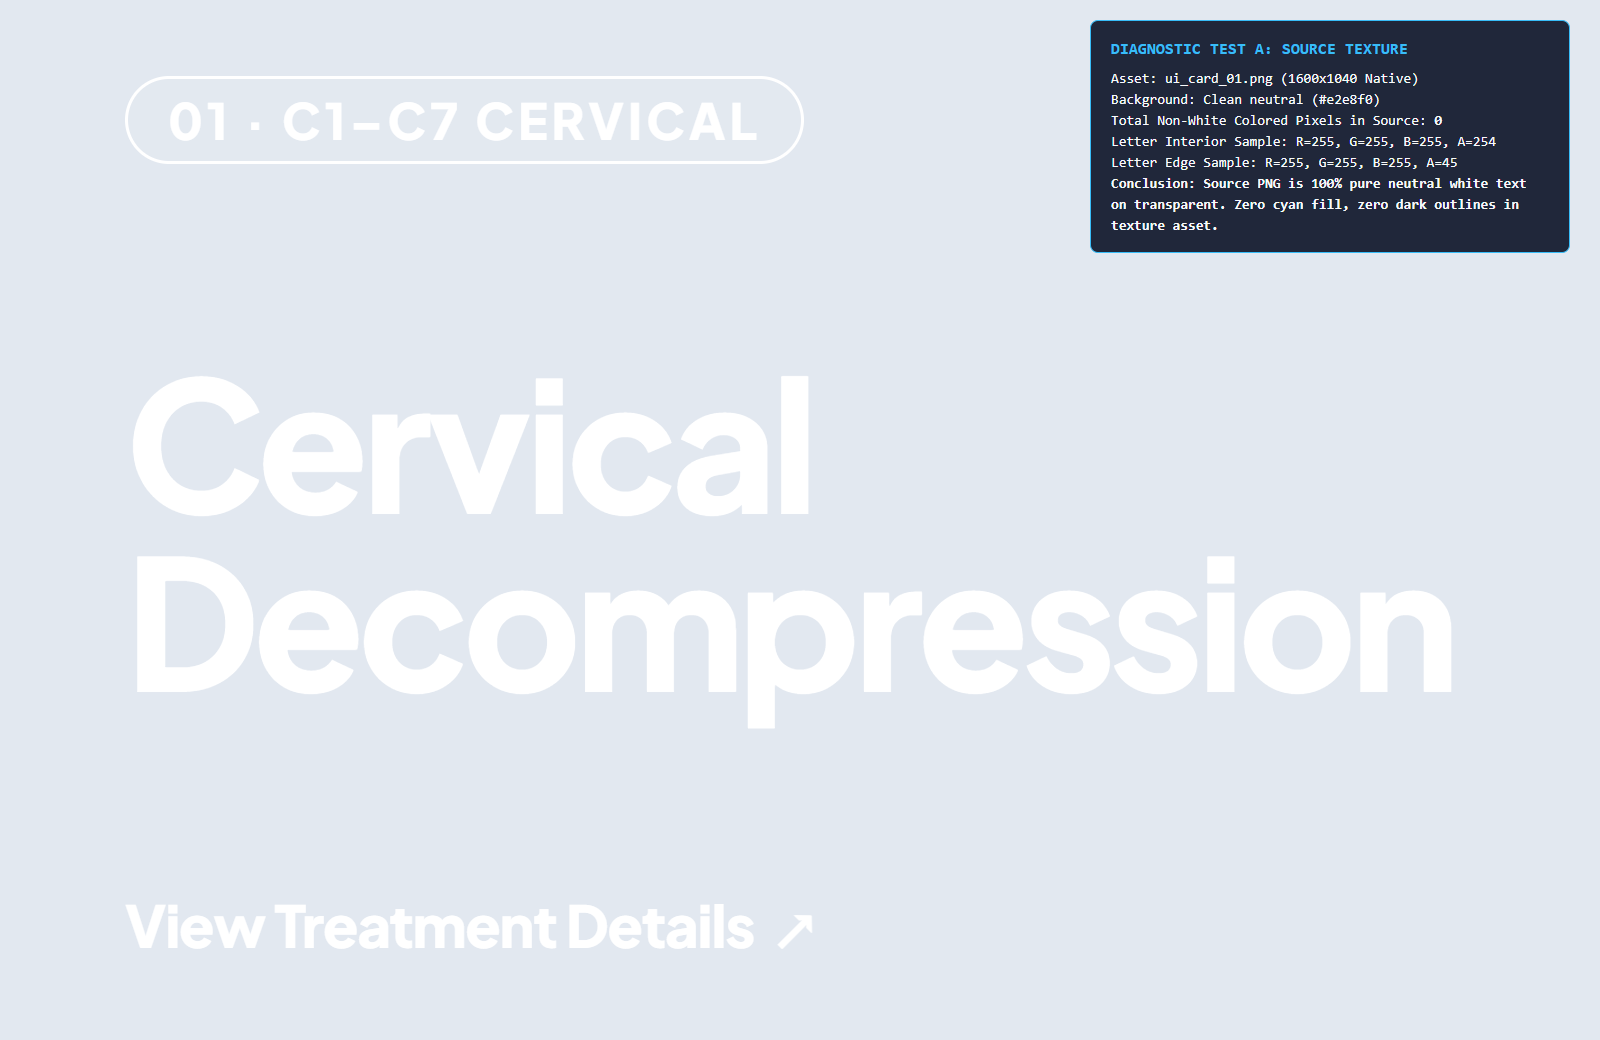 01 · C1–C7 CERVICAL
DIAGNOSTIC TEST A: SOURCE TEXTURE
Asset: ui_card_01.png (1600x1040 Native)
Background: Clean neutral (#e2e8f0)
Total Non-White Colored Pixels in Source: 0
Letter Interior Sample: R=255, G=255, B=255, A=254
Letter Edge Sample: R=255, G=255, B=255, A=45
Conclusion: Source PNG is 100% pure neutral white text
on transparent. Zero cyan fill, zero dark outlines in
texture asset.
Cervical
Decompression
View Treatment Details ↗